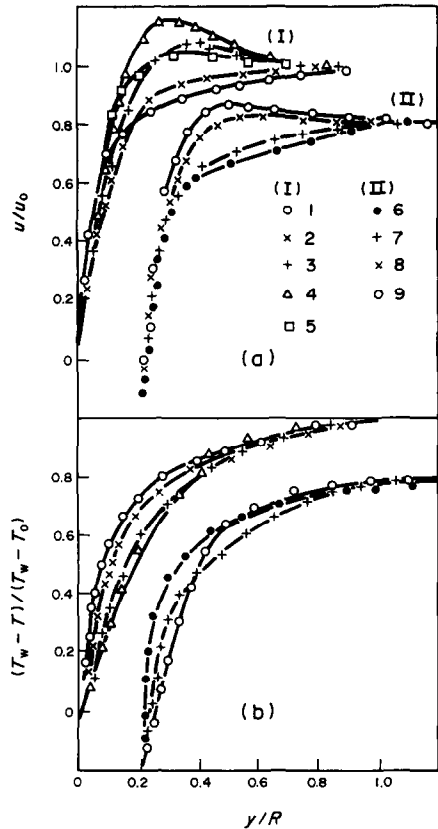 (I)
1.0
(II)
0.8
u/u₀
0.6
(I) (II)
1 6
0.4
2 7
3 8
0.2
4 9
5
0
(a)
0.8
0.6
(T_w − T)/(T_w − T₀)
0.4
0.2
0
(b)
0 0.2 0.4 0.6 0.8 1.0
y/R